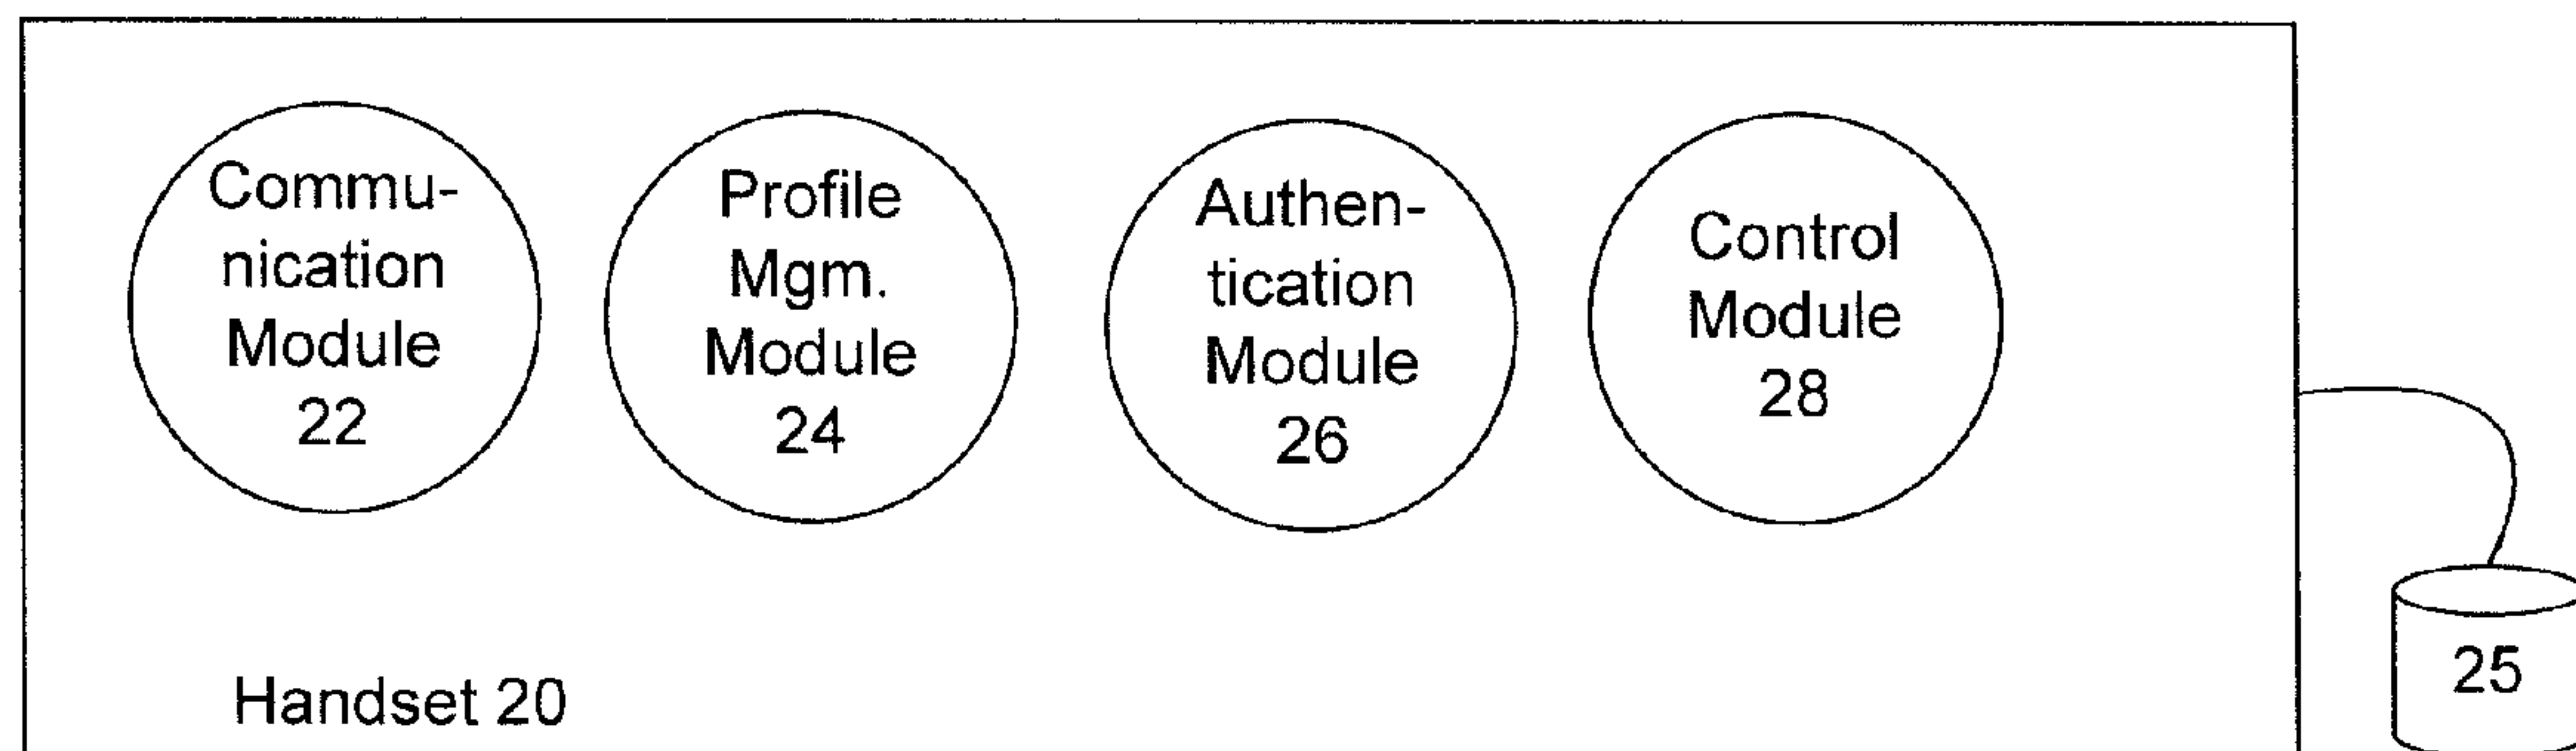 Commu-
nication
Module
22
Profile
Mgm.
Module
24
Authen-
tication
Module
26
Control
Module
28
Handset 20
25